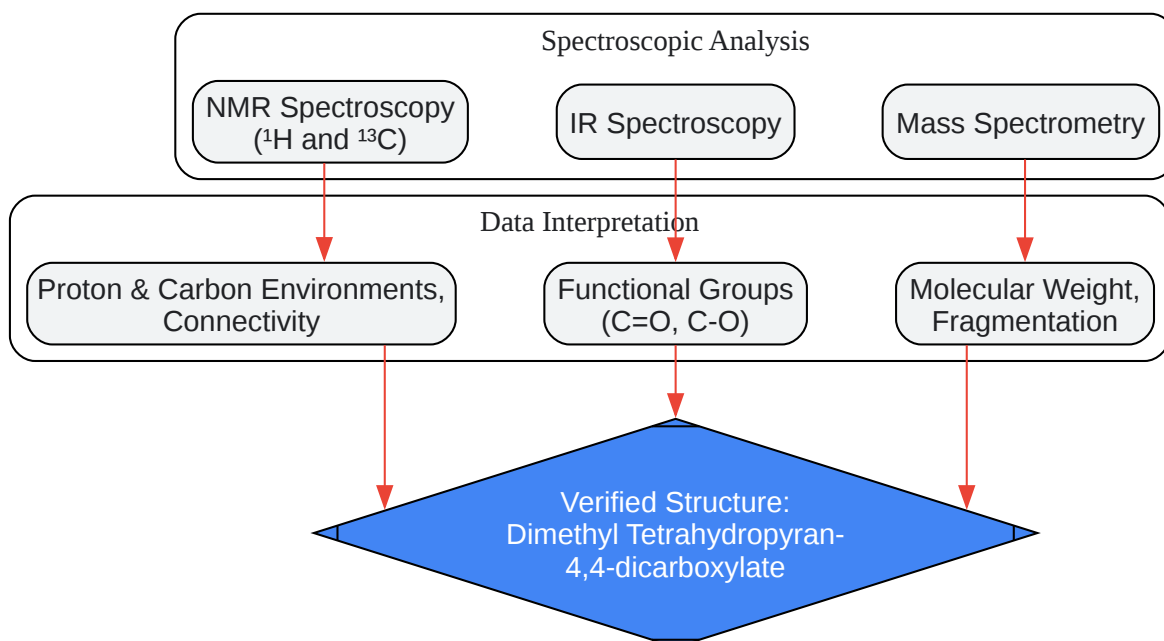 Spectroscopic Analysis
NMR Spectroscopy
(¹H and ¹³C)
IR Spectroscopy
Mass Spectrometry
Data Interpretation
Proton & Carbon Environments,
Connectivity
Functional Groups
(C=O, C-O)
Molecular Weight,
Fragmentation
Verified Structure:
Dimethyl Tetrahydropyran-
4,4-dicarboxylate